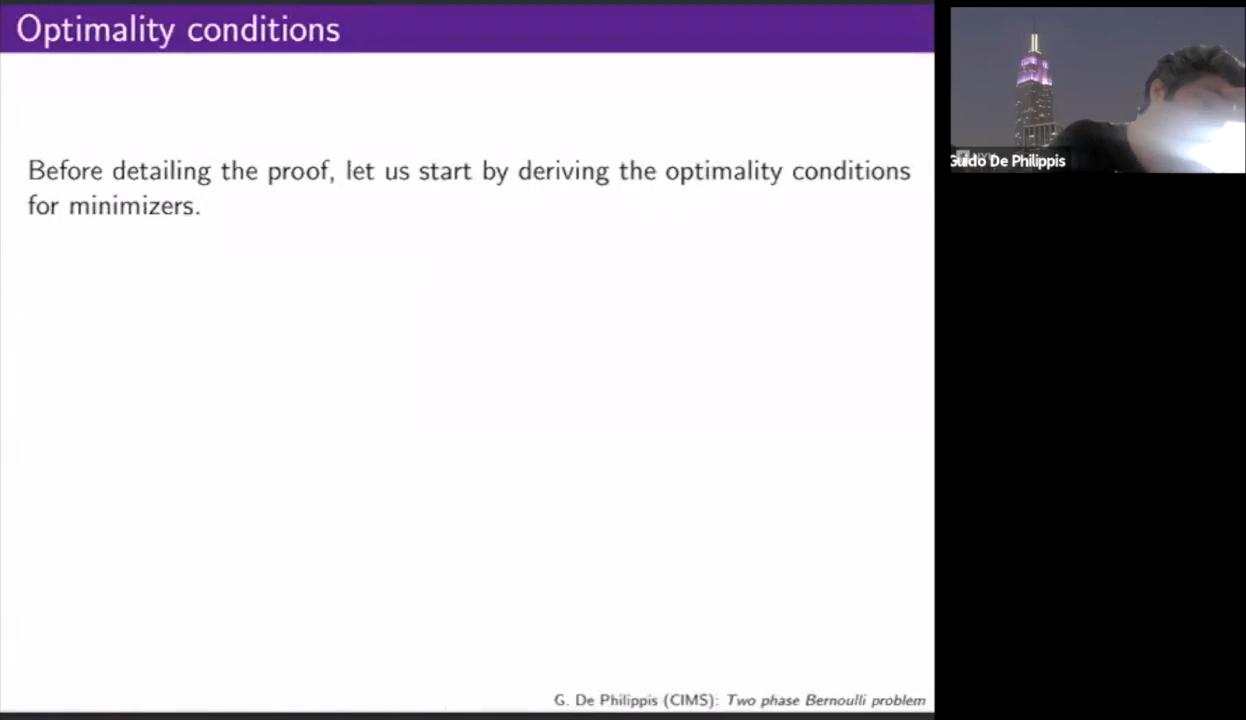 Optimality conditions
Before detailing the proof, let us start by deriving the optimality conditions
for minimizers.
G. De Philippis (CIMS): Two phase Bernoulli problem
Guido De Philippis